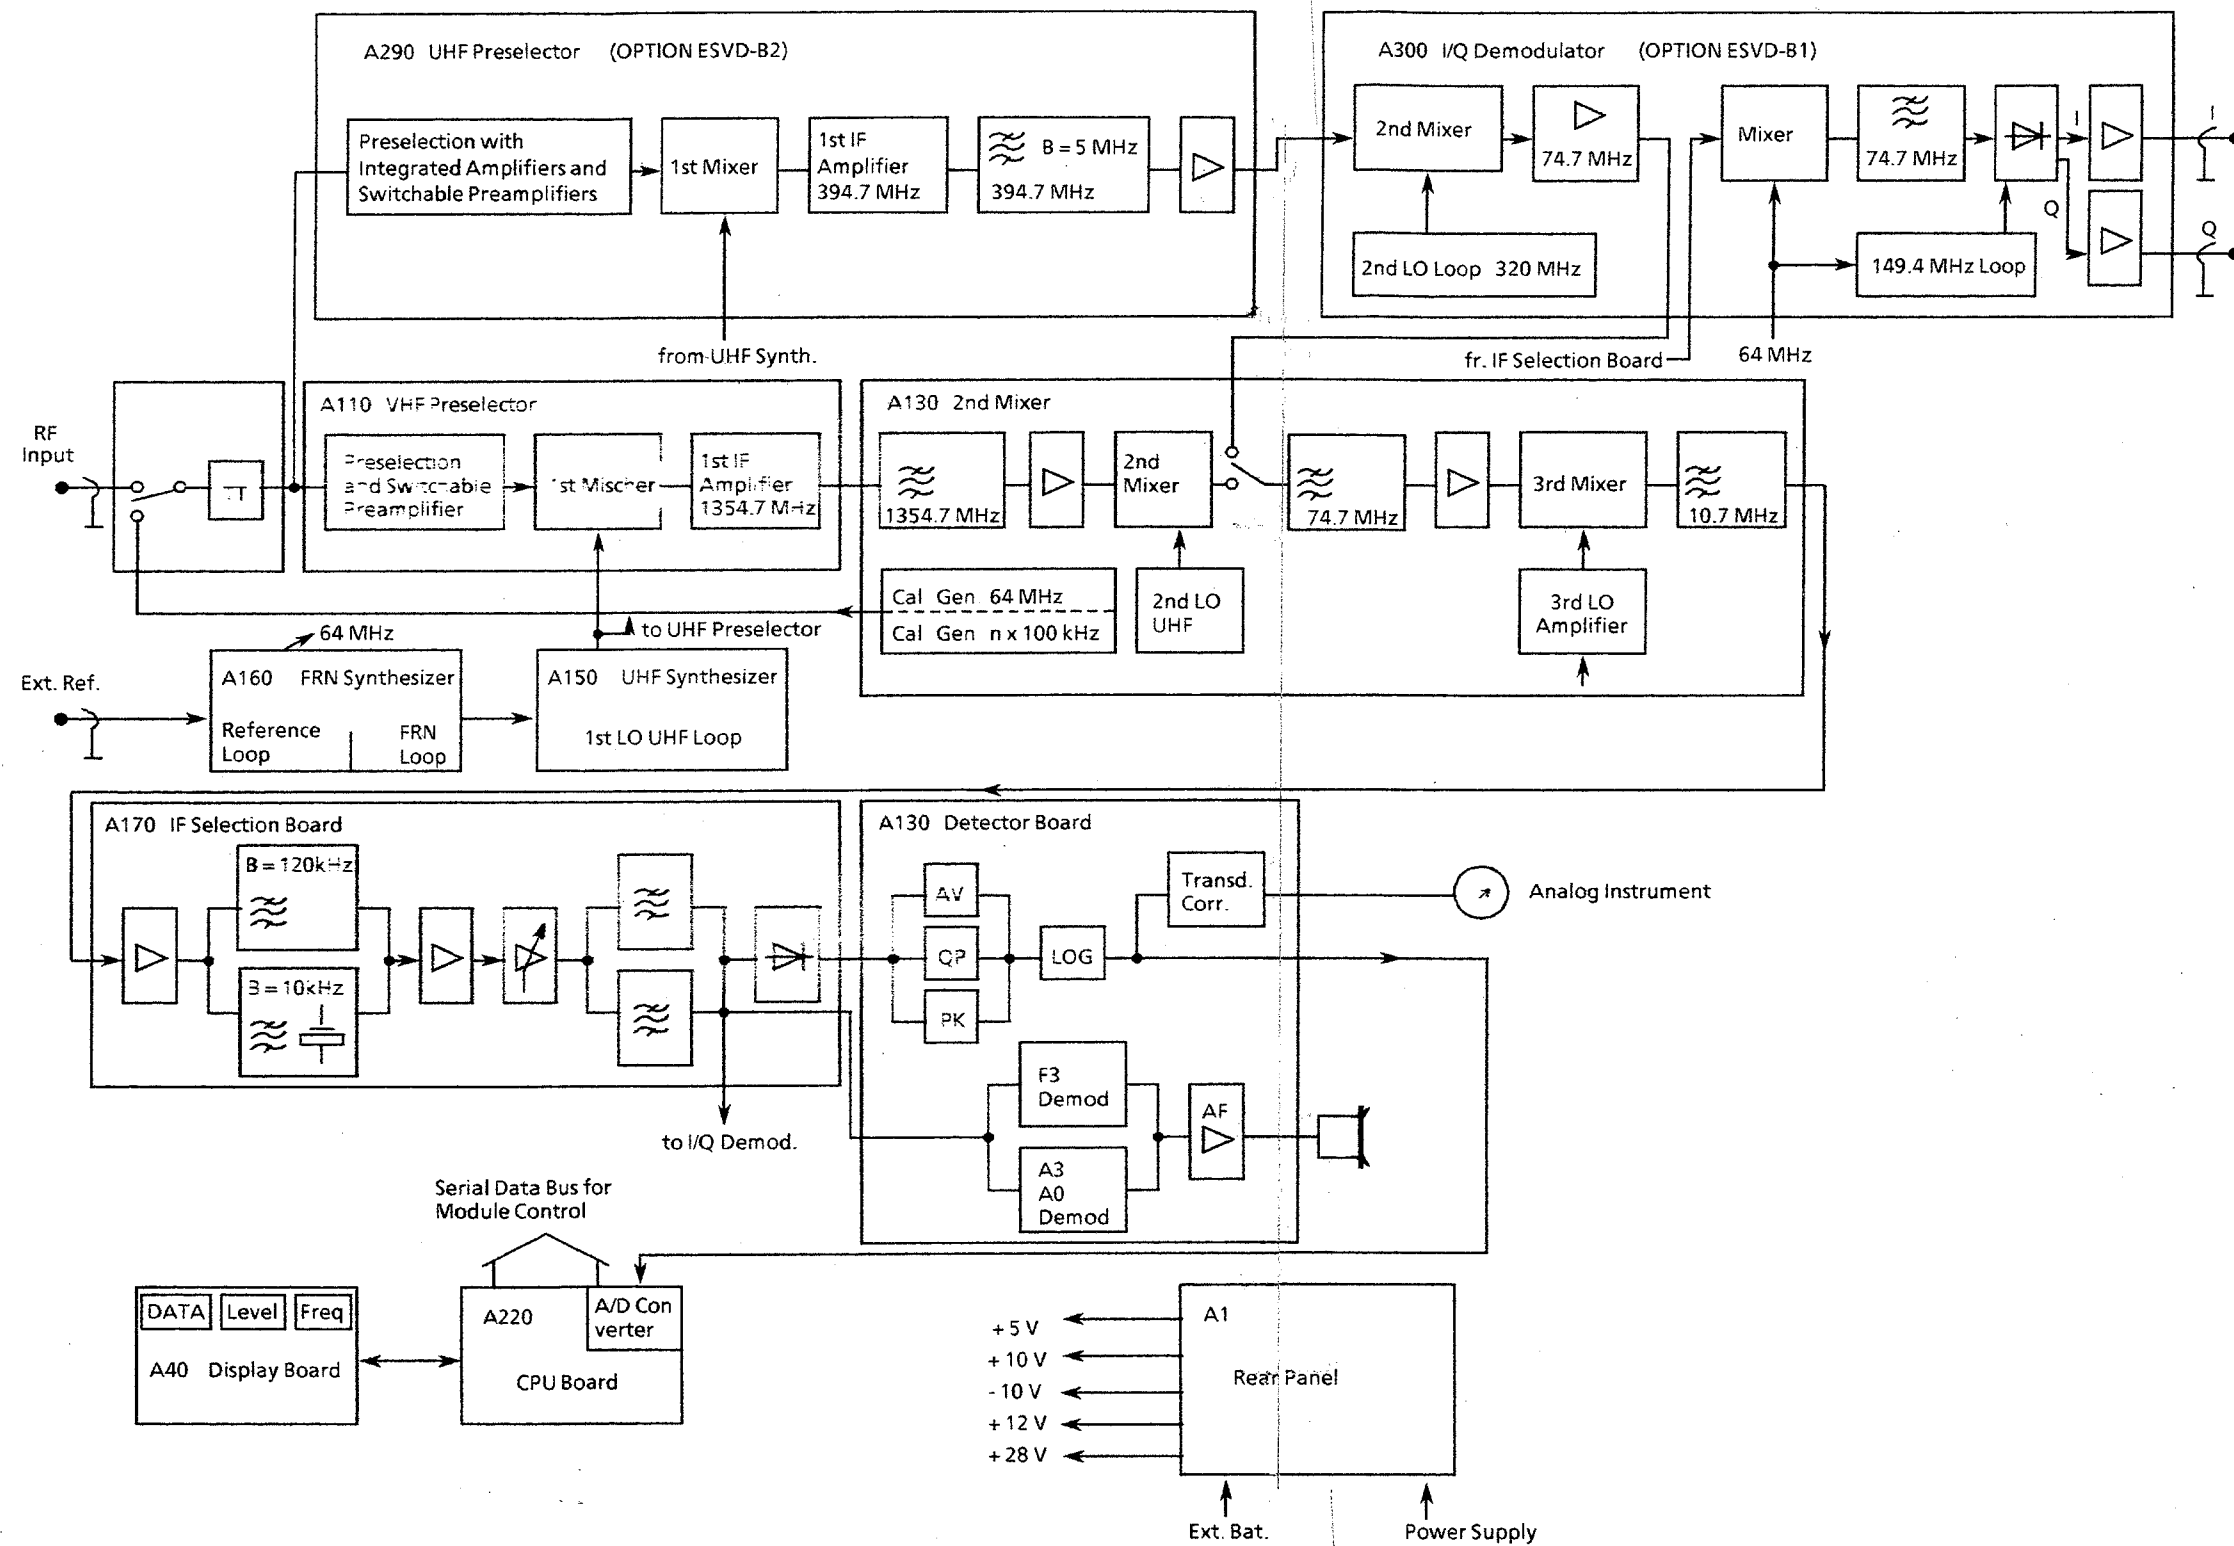 A290 UHF Preselector (OPTION ESVD-B2)
Preselection with
Integrated Amplifiers and
Switchable Preamplifiers
1st Mixer
1st IF
Amplifier
394.7 MHz
B = 5 MHz
394.7 MHz
from UHF Synth.
A300 I/Q Demodulator (OPTION ESVD-B1)
2nd Mixer
74.7 MHz
2nd LO Loop 320 MHz
Mixer
74.7 MHz
149.4 MHz Loop
I
Q
I
Q
fr. IF Selection Board
64 MHz
RF
Input
A110 VHF Preselector
Preselection
and Switchable
Preamplifier
1st Mischer
1st IF
Amplifier
1354.7 MHz
A130 2nd Mixer
1354.7 MHz
2nd
Mixer
74.7 MHz
3rd Mixer
10.7 MHz
Cal Gen 64 MHz
Cal Gen n x 100 kHz
2nd LO
UHF
3rd LO
Amplifier
64 MHz
to UHF Preselector
Ext. Ref.
A160 FRN Synthesizer
Reference
Loop
FRN
Loop
A150 UHF Synthesizer
1st LO UHF Loop
A170 IF Selection Board
B = 120kHz
B = 10kHz
to I/Q Demod.
A130 Detector Board
AV
QP
PK
LOG
Transd.
Corr.
Analog Instrument
F3
Demod
A3
A0
Demod
AF
Serial Data Bus for
Module Control
DATA Level Freq
A40 Display Board
A220
A/D Con
verter
CPU Board
A1
Rear Panel
+ 5 V
+ 10 V
- 10 V
+ 12 V
+ 28 V
Ext. Bat.
Power Supply